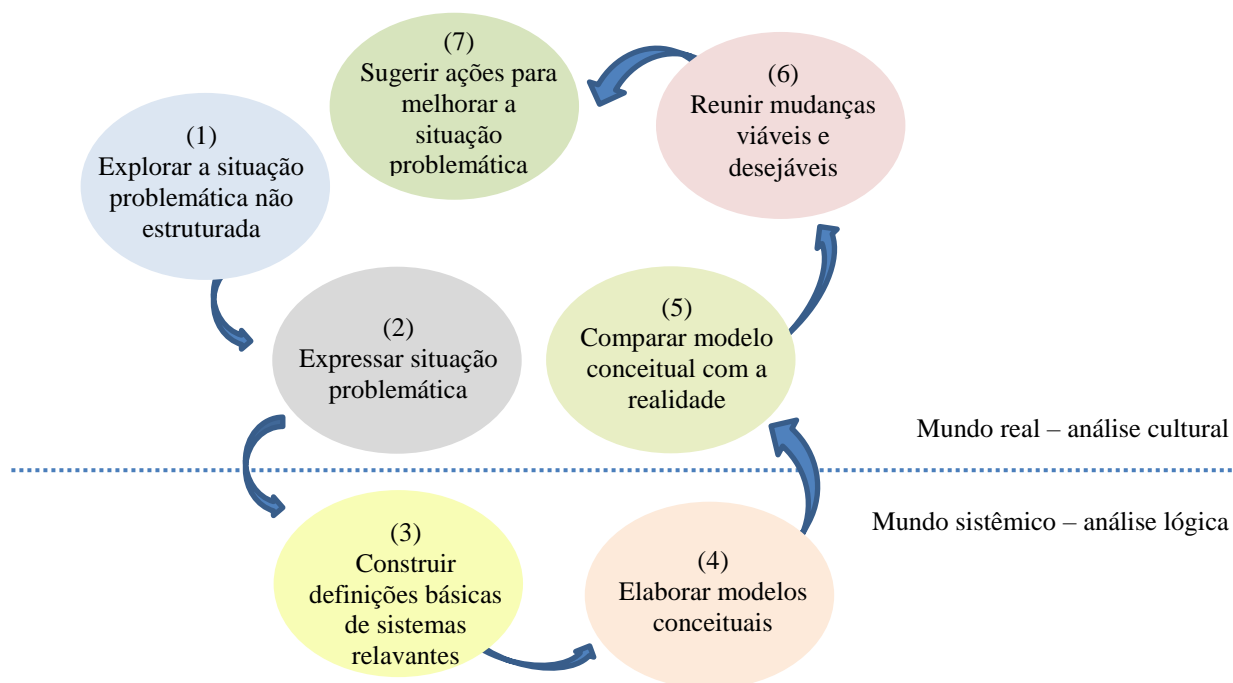 (1)
Explorar a situação
problemática não
estruturada
(2)
Expressar situação
problemática
(3)
Construir
definições básicas
de sistemas
relavantes
(4)
Elaborar modelos
conceituais
(5)
Comparar modelo
conceitual com a
realidade
(6)
Reunir mudanças
viáveis e
desejáveis
(7)
Sugerir ações para
melhorar a
situação
problemática
Mundo real – análise cultural
Mundo sistêmico – análise lógica